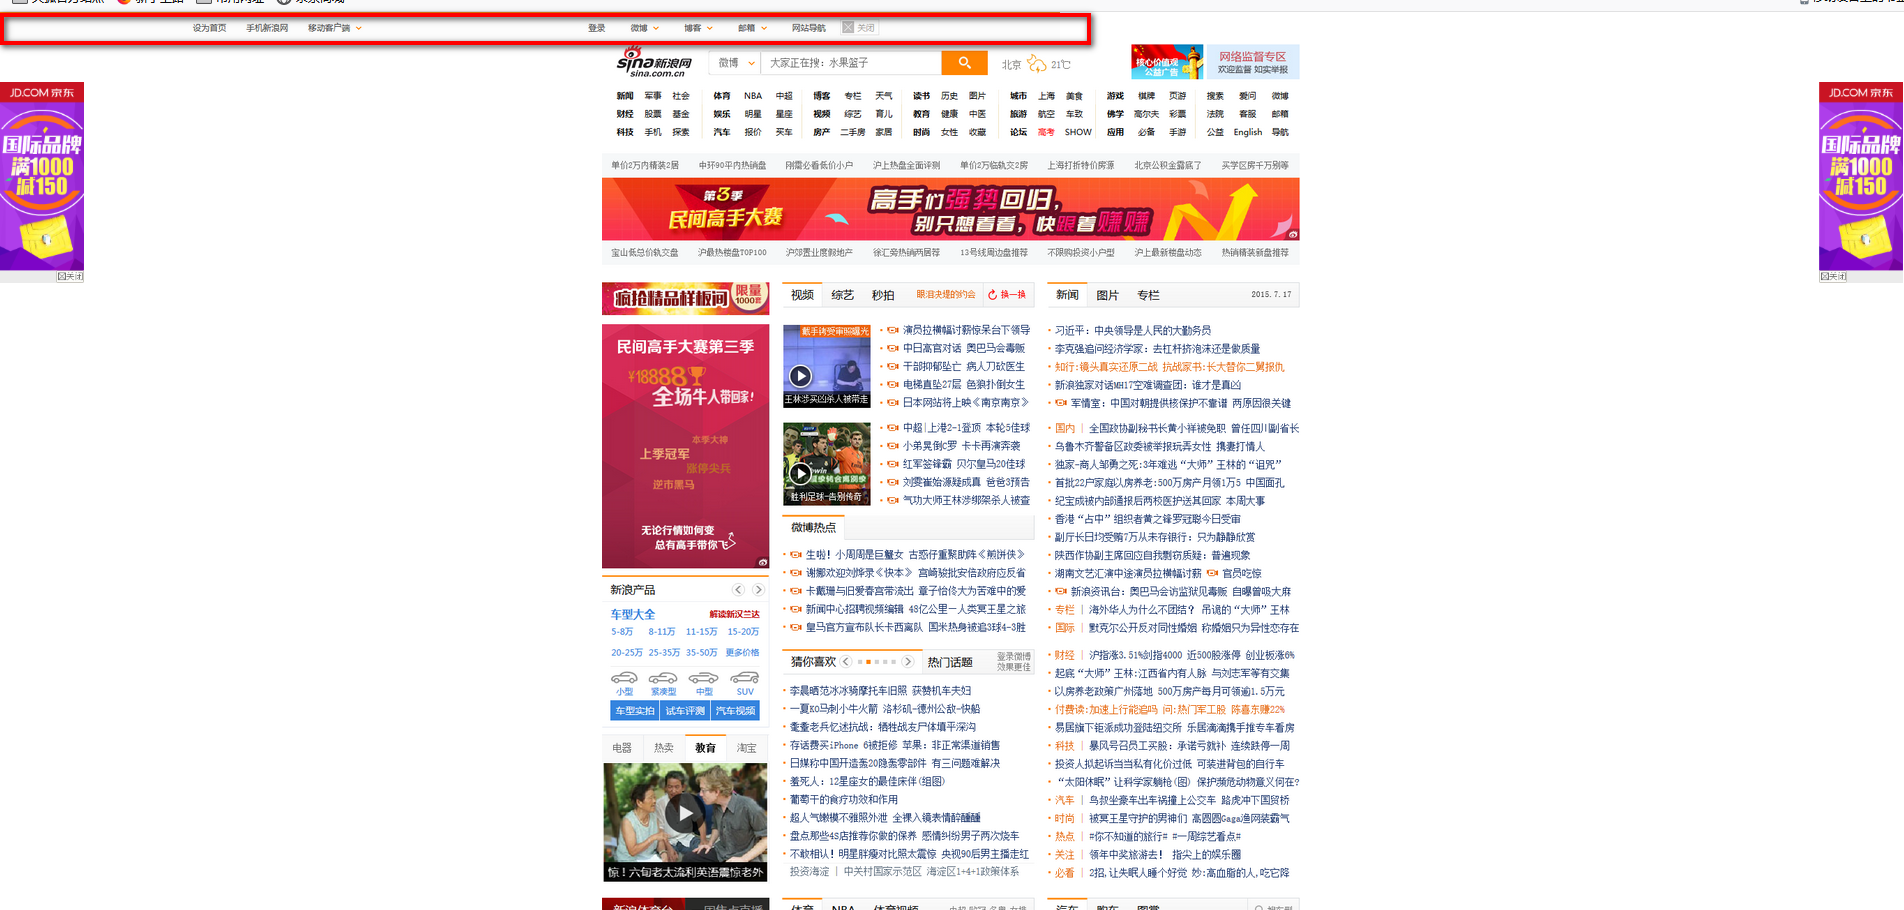 设为首页 手机新浪网 移动客户端 登录 微博 博客 邮箱 网站导航 关闭
sina新浪网
sina.com.cn
微博 大家正在搜：水果篮子 北京 21℃
核心价值观
公益广告
网络监督专区
欢迎监督 如实举报
JD.COM 京东
国际品牌
满1000
减150
关闭
JD.COM 京东
国际品牌
满1000
减150
关闭
新闻 军事 社会 体育 NBA 中超 博客 专栏 天气 读书 历史 图片 城市 上海 美食 游戏 棋牌 页游 搜索 爱问 微博
财经 股票 基金 娱乐 明星 星座 视频 综艺 育儿 教育 健康 中医 旅游 航空 车致 佛学 高尔夫 彩票 法院 客服 邮箱
科技 手机 探索 汽车 报价 买车 房产 二手房 家居 时尚 女性 收藏 论坛 高考 SHOW 应用 必备 手游 公益 English 导航
单价2万内精装2居 中环90平内热销盘 刚需必看低价小户 沪上热盘全面评测 单价2万临轨交2房 上海打折特价房源 北京公积金露底了 买学区房千万别等
第3季
民间高手大赛
高手们强势回归，
别只想看看，快跟着赚赚
宝山低总价轨交盘 沪最热楼盘TOP100 沪郊置业度假地产 徐汇旁热销两居荐 13号线周边盘推荐 不限购投资小户型 沪上最新楼盘动态 热销精装新盘推荐
疯抢精品样板间 限量
1000套
民间高手大赛第三季
¥18888
全场牛人带回家！
本季大神
上季冠军
涨停尖兵
逆市黑马
无论行情如何变
总有高手带你飞
新浪产品
车型大全 解读新汉兰达
5-8万 8-11万 11-15万 15-20万
20-25万 25-35万 35-50万 更多价格
小型 紧凑型 中型 SUV
车型实拍 试车评测 汽车视频
电器 热卖 教育 淘宝
惊！六旬老太流利英语震惊老外
视频 综艺 秒拍 眼泪决堤的约会 换一换
戴手铐受审照曝光
王林涉买凶杀人被带走
演员拉横幅讨薪惊呆台下领导
中日高官对话 奥巴马会毒贩
干部抑郁坠亡 病人刀砍医生
电梯直坠27层 色狼扑倒女生
日本网站将上映《南京南京》
胜利足球-告别传奇
中超|上港2-1登顶 本轮5佳球
小弟晃倒C罗 卡卡再演奔袭
红军签锋霸 贝尔皇马20佳球
刘雯崔始源疑成真 爸爸3预告
气功大师王林涉绑架杀人被查
微博热点
生啦！小周周是巨蟹女 古惑仔重聚助阵《煎饼侠》
谢娜欢迎刘烨录《快本》 宫崎骏批安倍政府应反省
卡戴珊与旧爱春宫带流出 章子怡佟大为苦难中的爱
新闻中心招聘视频编辑 48亿公里一人类冥王星之旅
皇马官方宣布队长卡西离队 国米热身被追3球4-3胜
猜你喜欢 热门话题 登录微博
效果更佳
李晨晒范冰冰骑摩托车旧照 获赞机车夫妇
一夏KO马刺小牛火箭 洛杉矶-德州公敌-快船
耄耋老兵忆述抗战：牺牲战友尸体填平深沟
存话费买iPhone 6被拒修 苹果：非正常渠道销售
日媒称中国开造轰20隐轰零部件 有三问题难解决
羞死人：12星座女的最佳床伴(组图)
葡萄干的食疗功效和作用
超人气嫩模不雅照外泄 全裸入镜表情醉醺醺
盘点那些4S店推荐你做的保养 感情纠纷男子两次烧车
不敢相认！明星胖瘦对比照太震惊 央视90后男主播走红
投资海淀 | 中关村国家示范区 海淀区1+4+1政策体系
新闻 图片 专栏 2015.7.17
习近平：中央领导是人民的大勤务员
李克强追问经济学家：去杠杆挤泡沫还是做质量
知行:镜头真实还原二战 抗战家书:长大替你二舅报仇
新浪独家对话MH17空难调查团：谁才是真凶
军情室：中国对朝提供核保护不靠谱 两原因很关键
国内 | 全国政协副秘书长黄小祥被免职 曾任四川副省长
乌鲁木齐警备区政委被举报玩弄女性 携妻打情人
独家-商人邹勇之死:3年难逃“大师”王林的“诅咒”
首批22户家庭以房养老:500万房产月领1万5 中国面孔
纪宝成被内部通报后两校医护送其回家 本周大事
香港“占中”组织者黄之锋罗冠聪今日受审
副厅长日均受贿7万从未存银行：只为静静欣赏
陕西作协副主席回应自我剽窃质疑：普遍现象
湖南文艺汇演中途演员拉横幅讨薪 官员吃惊
新浪资讯台：奥巴马会访监狱见毒贩 自曝曾吸大麻
专栏 | 海外华人为什么不团结？ 吊诡的“大师”王林
国际 | 默克尔公开反对同性婚姻 称婚姻只为异性恋存在
财经 | 沪指涨3.51%剑指4000 近500股涨停 创业板涨6%
起底“大师”王林:江西省内有人脉 与刘志军等有交集
以房养老政策广州落地 500万房产每月可领逾1.5万元
付费读:加速上行能追吗 问:热门军工股 陈喜东赚22%
易居旗下钜派成功登陆纽交所 乐居滴滴携手推专车看房
科技 | 暴风号召员工买股：承诺亏就补 连续跌停一周
投资人拟起诉当当私有化价过低 可装进背包的自行车
“太阳休眠”让科学家躺枪(图) 保护濒危动物意义何在?
汽车 | 鸟叔坐豪车出车祸撞上公交车 路虎冲下国贸桥
时尚 | 被冥王星守护的男神们 高圆圆Gaga渔网装霸气
热点 | #你不知道的旅行# #一周综艺看点#
关注 | 领年中奖旅游去！ 指尖上的娱乐圈
必看 | 2招,让失眠人睡个好觉 妙:高血脂的人,吃它降